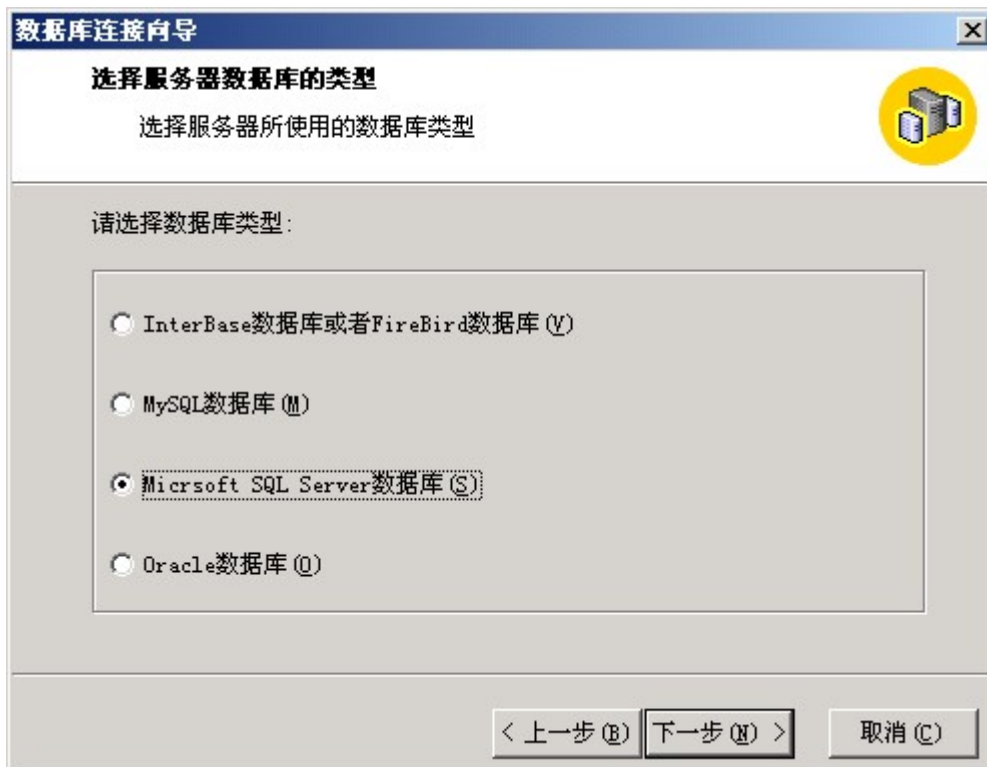 数据库连接向导
选择服务器数据库的类型
选择服务器所使用的数据库类型
请选择数据库类型:
InterBase数据库或者FireBird数据库(V)
MySQL数据库(M)
Micrsoft SQL Server数据库(S)
Oracle数据库(O)
< 上一步(B) 下一步(N) > 取消(C)